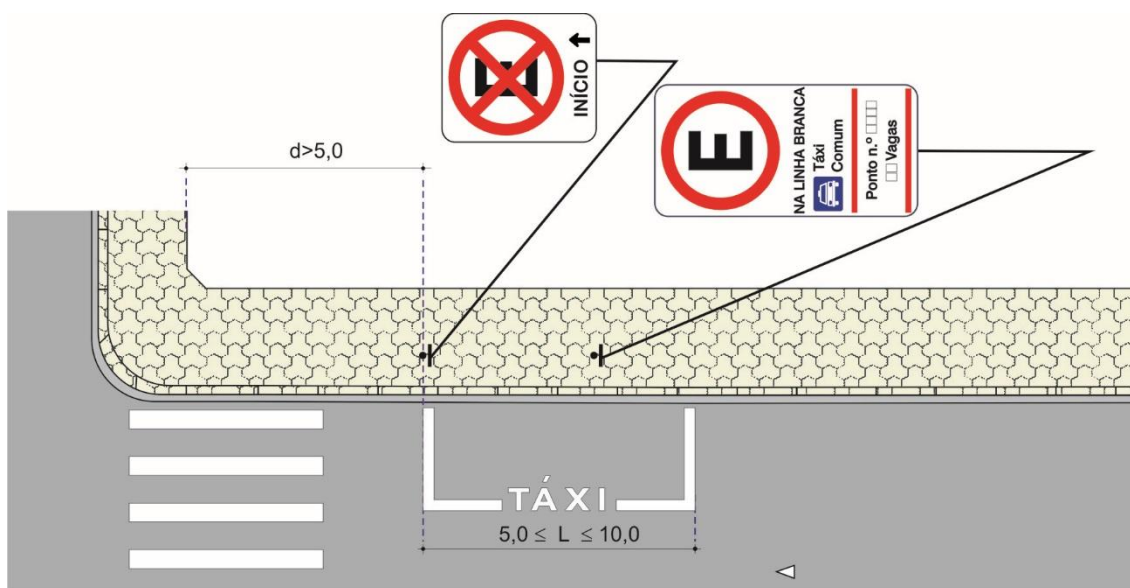 E
INÍCIO
d>5,0
E
NA LINHA BRANCA
Táxi
Comum
Ponto n.º
Vagas
TÁXI
5,0 ≤ L ≤ 10,0